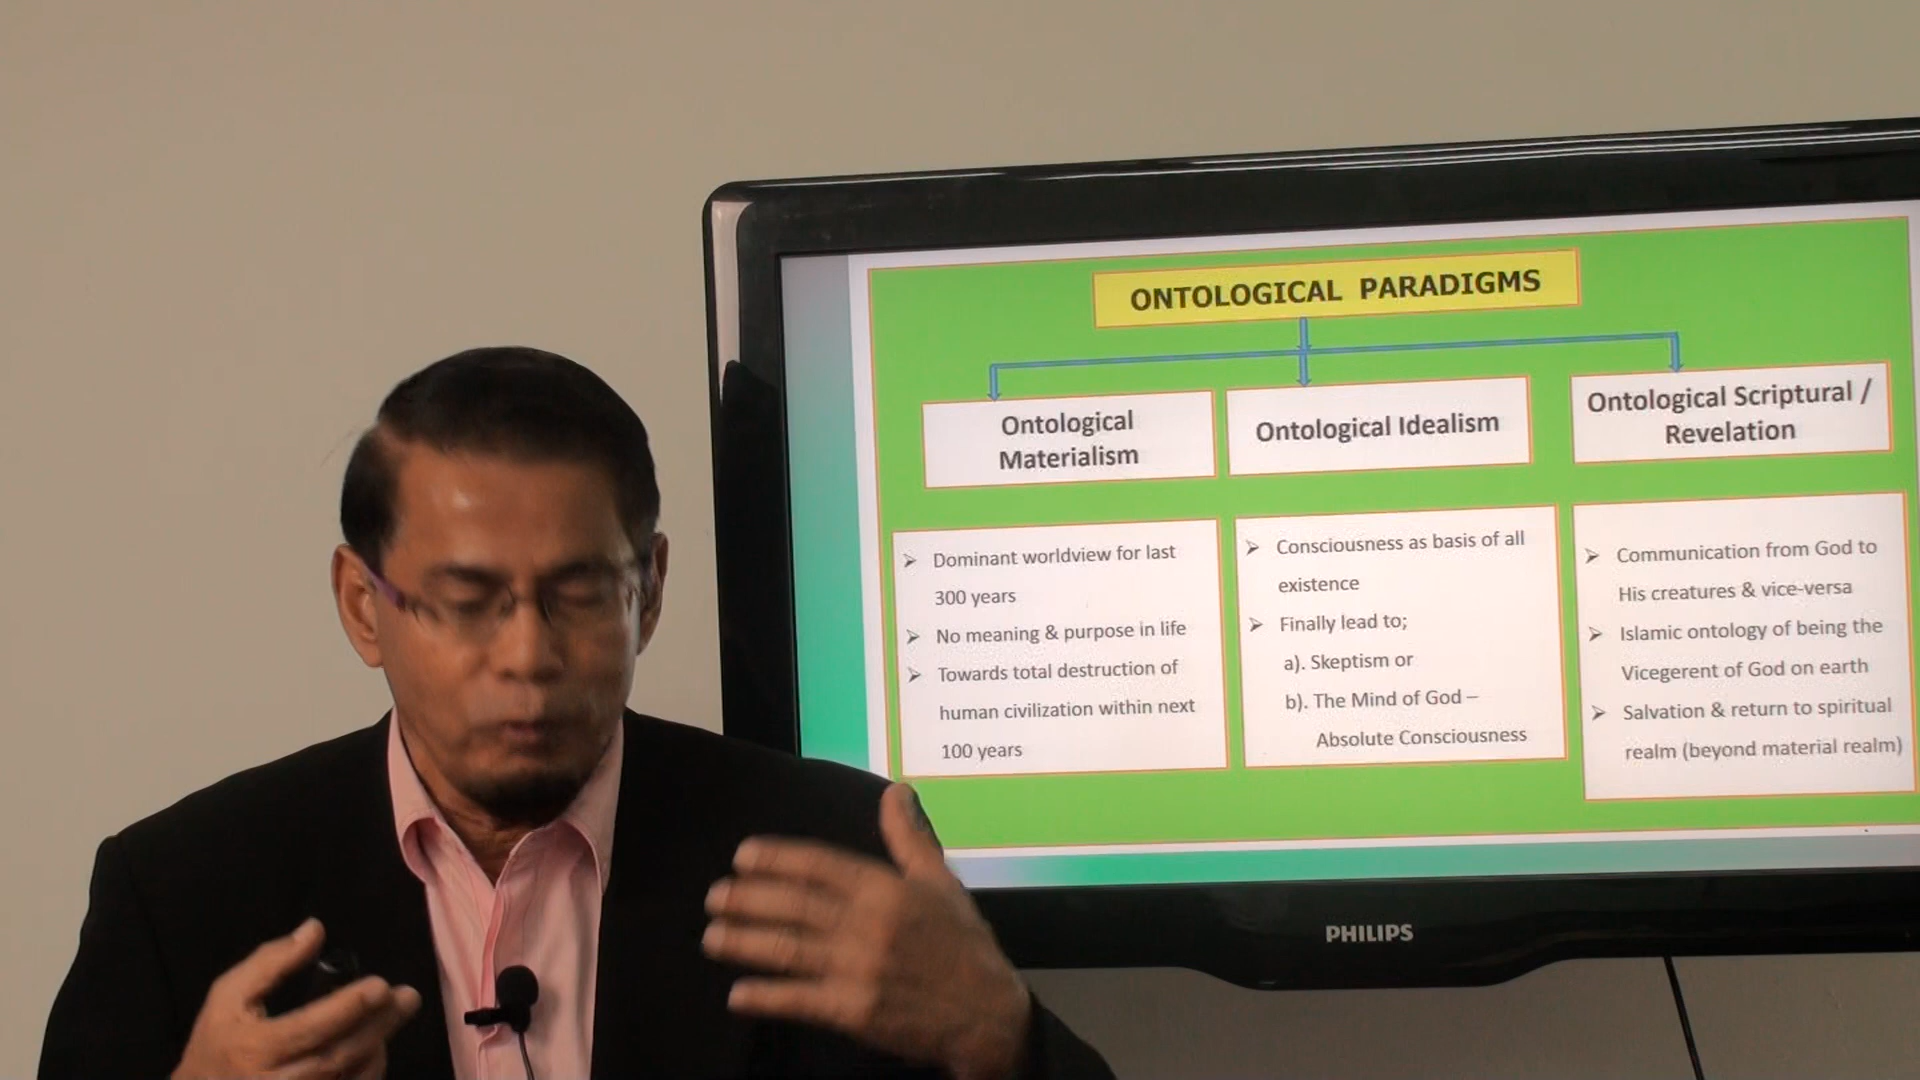 ONTOLOGICAL PARADIGMS
Ontological
Materialism
Ontological Idealism
Ontological Scriptural /
Revelation
➢ Dominant worldview for last
300 years
➢ No meaning & purpose in life
➢ Towards total destruction of
human civilization within next
100 years
➢ Consciousness as basis of all
existence
➢ Finally lead to;
a). Skeptism or
b). The Mind of God –
Absolute Consciousness
➢ Communication from God to
His creatures & vice-versa
➢ Islamic ontology of being the
Vicegerent of God on earth
➢ Salvation & return to spiritual
realm (beyond material realm)
PHILIPS